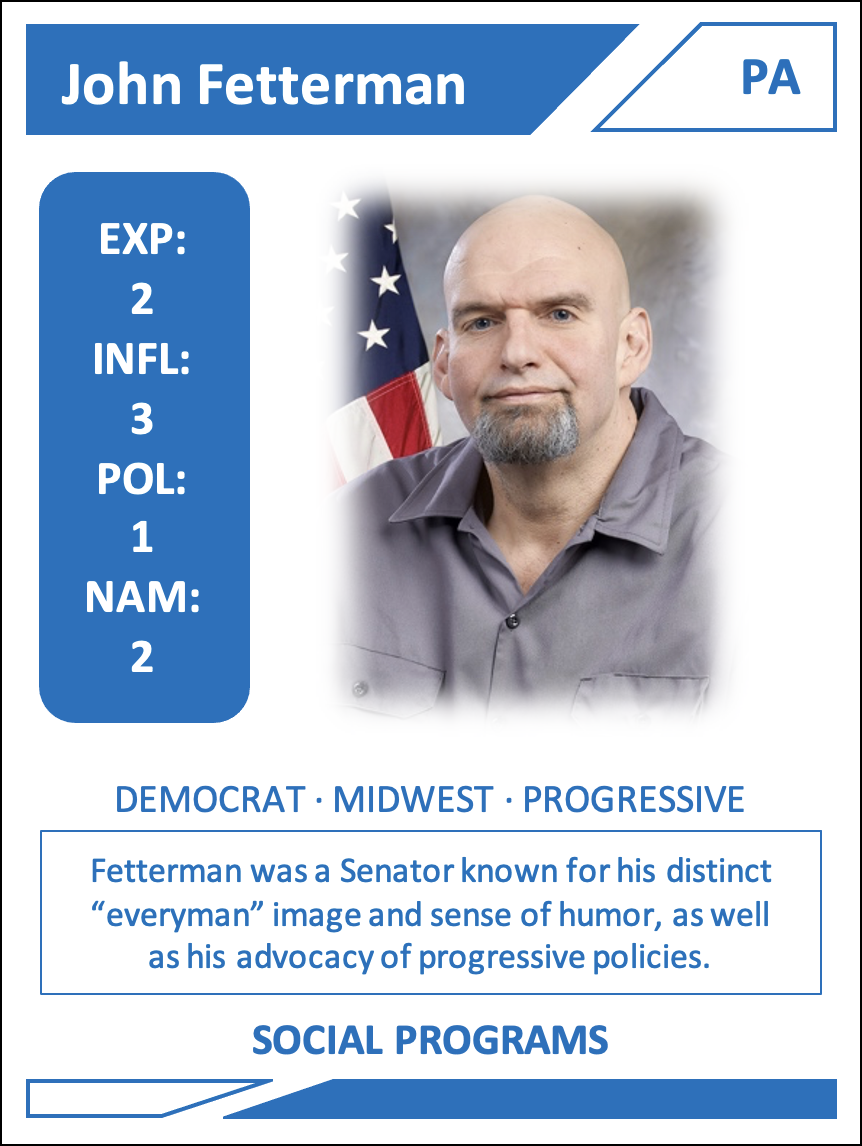 John Fetterman
PA
EXP:
2
INFL:
3
POL:
1
NAM:
2
DEMOCRAT · MIDWEST · PROGRESSIVE
Fetterman was a Senator known for his distinct
“everyman” image and sense of humor, as well
as his advocacy of progressive policies.
SOCIAL PROGRAMS